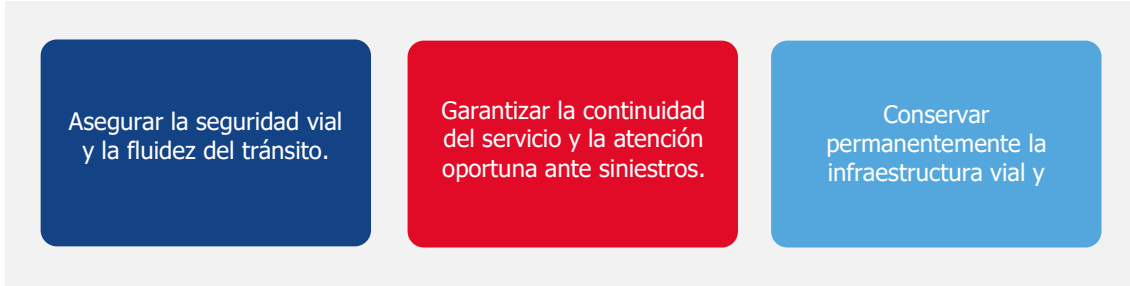 Asegurar la seguridad vial
y la fluidez del tránsito.
Garantizar la continuidad
del servicio y la atención
oportuna ante siniestros.
Conservar
permanentemente la
infraestructura vial y